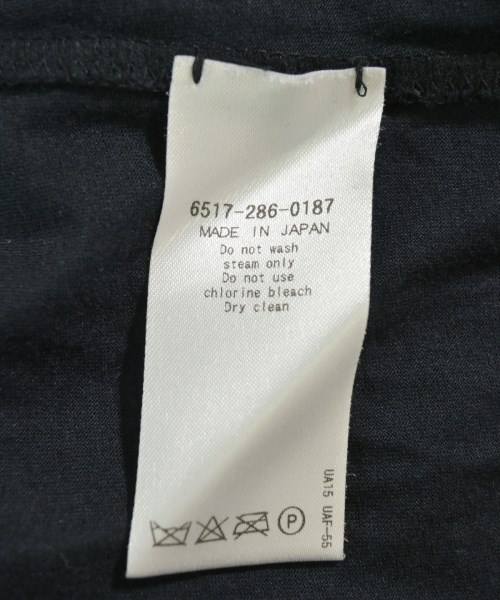 6517-286-0187
MADE IN JAPAN
Do not wash
steam only
Do not use
chlorine bleach
Dry clean
UA15 UAF-55
P